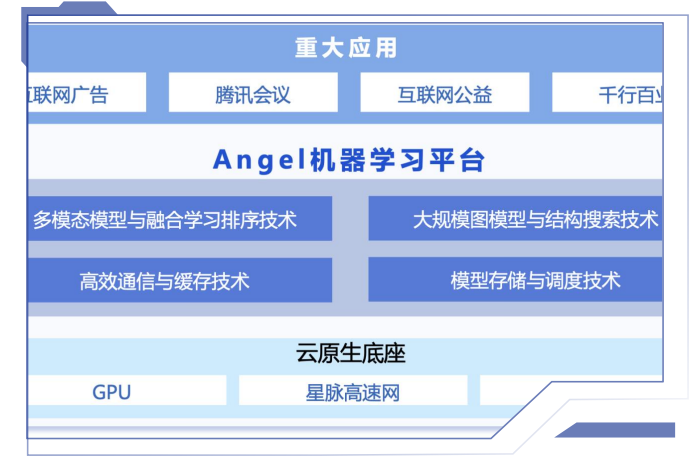 重大应用
互联网广告
腾讯会议
互联网公益
千行百业
Angel机器学习平台
多模态模型与融合学习排序技术
大规模图模型与结构搜索技术
高效通信与缓存技术
模型存储与调度技术
云原生底座
GPU
星脉高速网